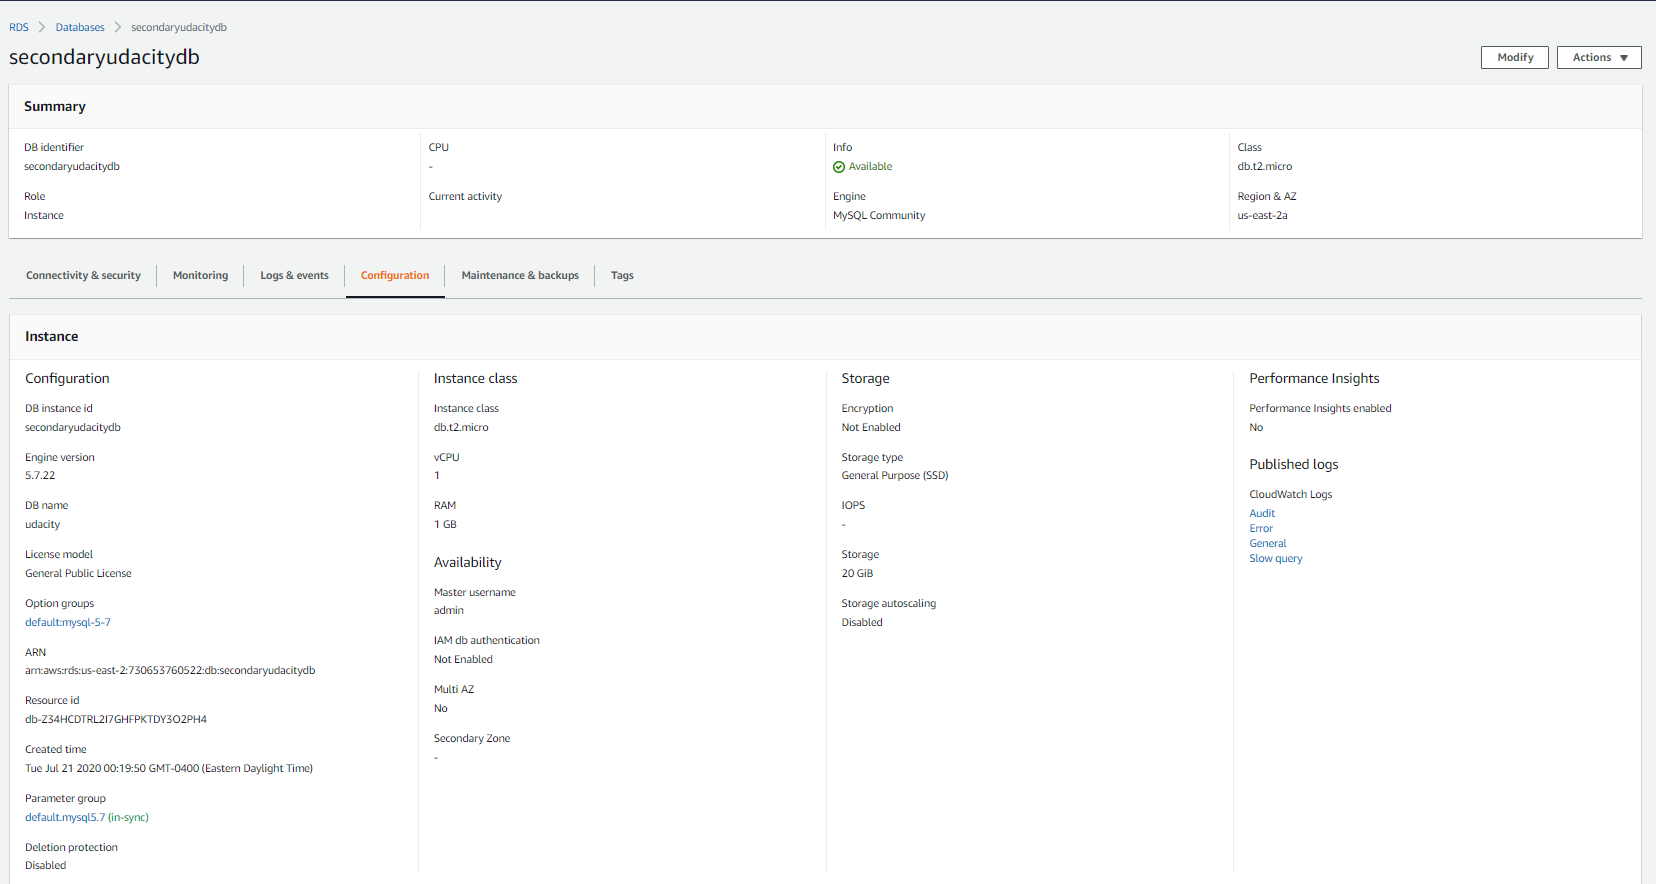 RDS > Databases > secondaryudacitydb
secondaryudacitydb
Modify
Actions
Summary
DB identifier
secondaryudacitydb
Role
Instance
CPU
-
Current activity
Info
Available
Engine
MySQL Community
Class
db.t2.micro
Region & AZ
us-east-2a
Connectivity & security
Monitoring
Logs & events
Configuration
Maintenance & backups
Tags
Instance
Configuration
DB instance id
secondaryudacitydb
Engine version
5.7.22
DB name
udacity
License model
General Public License
Option groups
default:mysql-5-7
ARN
arn:aws:rds:us-east-2:730653760522:db:secondaryudacitydb
Resource id
db-Z34HCDTRL2I7GHFPKTDY3O2PH4
Created time
Tue Jul 21 2020 00:19:50 GMT-0400 (Eastern Daylight Time)
Parameter group
default.mysql5.7 (in-sync)
Deletion protection
Disabled
Instance class
Instance class
db.t2.micro
vCPU
1
RAM
1 GB
Availability
Master username
admin
IAM db authentication
Not Enabled
Multi AZ
No
Secondary Zone
-
Storage
Encryption
Not Enabled
Storage type
General Purpose (SSD)
IOPS
-
Storage
20 GiB
Storage autoscaling
Disabled
Performance Insights
Performance Insights enabled
No
Published logs
CloudWatch Logs
Audit
Error
General
Slow query